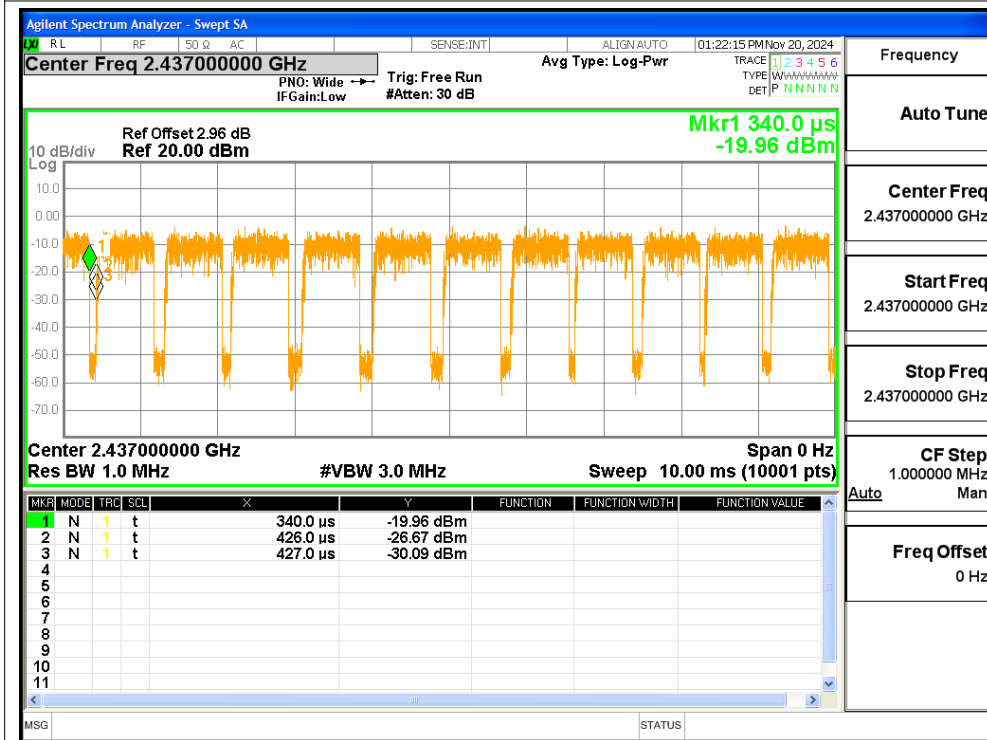 Agilent Spectrum Analyzer - Swept SA
LXI RL RF 50 Ω AC SENSE:INT ALIGN AUTO 01:22:15 PM Nov 20, 2024
Center Freq 2.437000000 GHz
PNO: Wide
IFGain:Low
Trig: Free Run
#Atten: 30 dB
Avg Type: Log-Pwr
TRACE 1 2 3 4 5 6
TYPE WWWWWW
DET P N N N N N
Mkr1 340.0 µs
-19.96 dBm
Ref Offset 2.96 dB
10 dB/div Ref 20.00 dBm
Log
10.0
0.00
-10.0
-20.0
-30.0
-40.0
-50.0
-60.0
-70.0
1
2
3
Center 2.437000000 GHz Span 0 Hz
Res BW 1.0 MHz #VBW 3.0 MHz Sweep 10.00 ms (10001 pts)
MKR MODE TRC SCL X Y FUNCTION FUNCTION WIDTH FUNCTION VALUE
1 N 1 t 340.0 µs -19.96 dBm
2 N 1 t 426.0 µs -26.67 dBm
3 N 1 t 427.0 µs -30.09 dBm
4
5
6
7
8
9
10
11
MSG STATUS
Frequency
Auto Tune
Center Freq
2.437000000 GHz
Start Freq
2.437000000 GHz
Stop Freq
2.437000000 GHz
CF Step
1.000000 MHz
Auto Man
Freq Offset
0 Hz